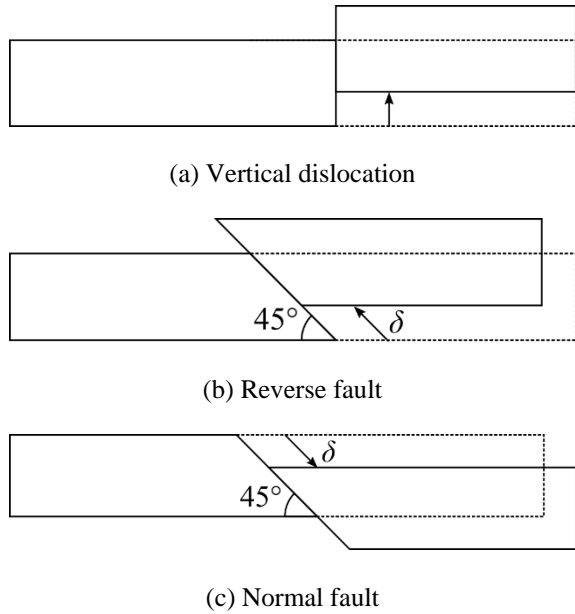 (a) Vertical dislocation
45°
δ
(b) Reverse fault
δ
45°
(c) Normal fault